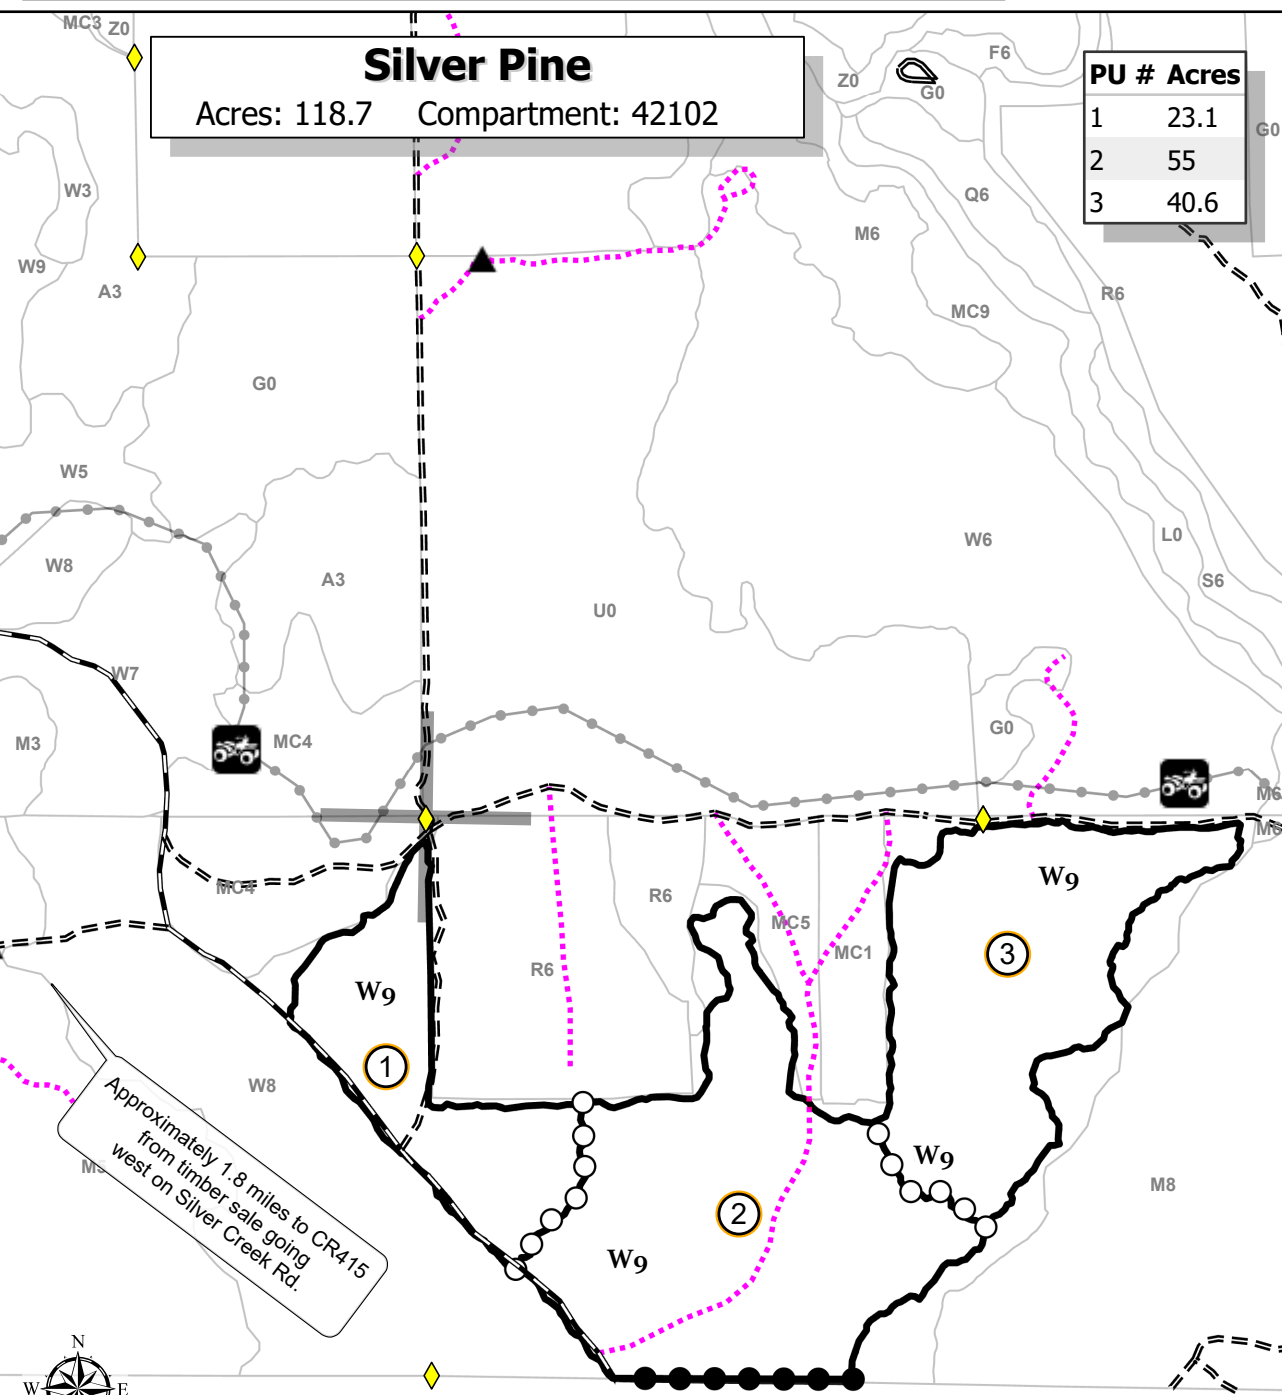 Silver Pine
Acres: 118.7 Compartment: 42102
PU # Acres
1 23.1
2 55
3 40.6
MC3
Z0
Z0
F6
G0
G0
W3
Q6
M6
W9
A3
R6
MC9
G0
W5
W6
L0
W8
A3
S6
U0
W7
M3
MC4
G0
M6
M6
MC4
R6
W9
MC5
MC1
3
R6
W9
1
W8
Approximately 1.8 miles to CR415
from timber sale going
west on Silver Creek Rd.
W9
M8
2
W9
N
W E